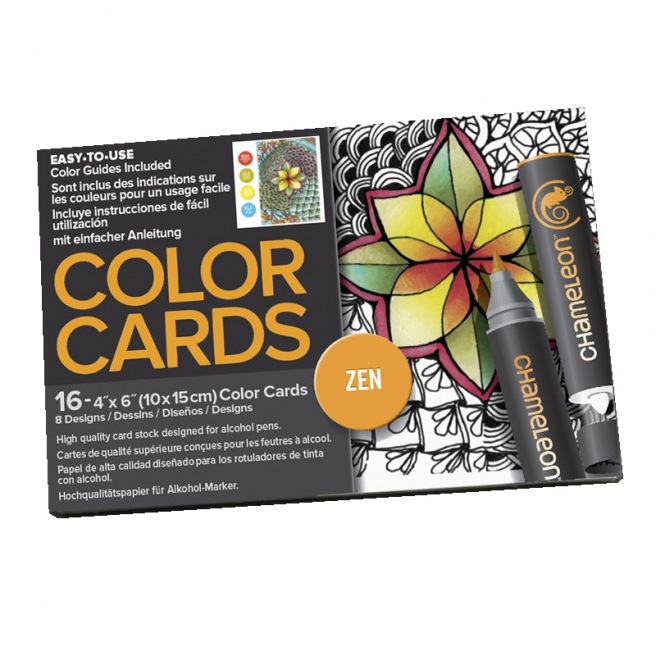 EASY-TO-USE
Color Guides Included
Sont inclus des indications sur
les couleurs pour un usage facile
Incluye instrucciones de fácil
utilización
mit einfacher Anleitung
COLOR
CARDS
16-4˝x 6˝(10x15cm) Color Cards
8 Designs / Dessins / Diseños / Designs
High quality card stock designed for alcohol pens.
Cartes de qualité supérieure conçues pour les feutres à alcool.
Papel de alta calidad diseñado para los rotuladores de tinta
con alcohol.
Hochqualitätspapier für Alkohol-Marker.
ZEN
CHAMELEON
CHAMELEON